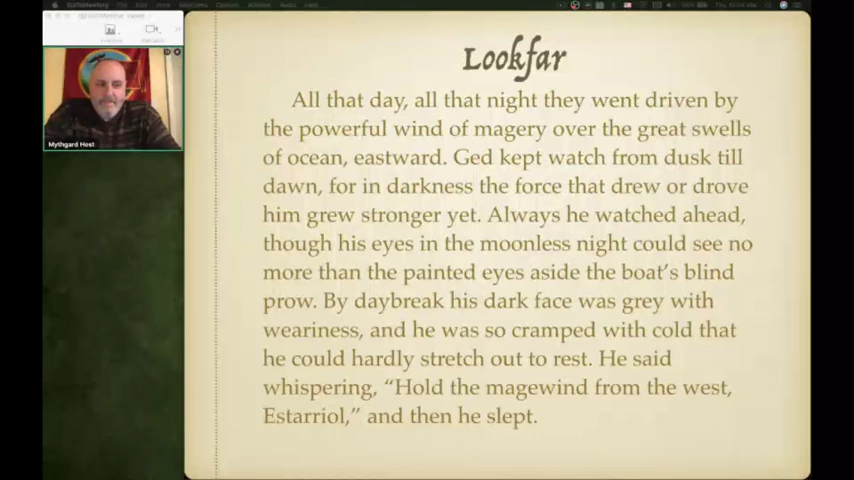 Mythgard Host
Lookfar
All that day, all that night they went driven by
the powerful wind of magery over the great swells
of ocean, eastward. Ged kept watch from dusk till
dawn, for in darkness the force that drew or drove
him grew stronger yet. Always he watched ahead,
though his eyes in the moonless night could see no
more than the painted eyes aside the boat’s blind
prow. By daybreak his dark face was grey with
weariness, and he was so cramped with cold that
he could hardly stretch out to rest. He said
whispering, “Hold the magewind from the west,
Estarriol,” and then he slept.